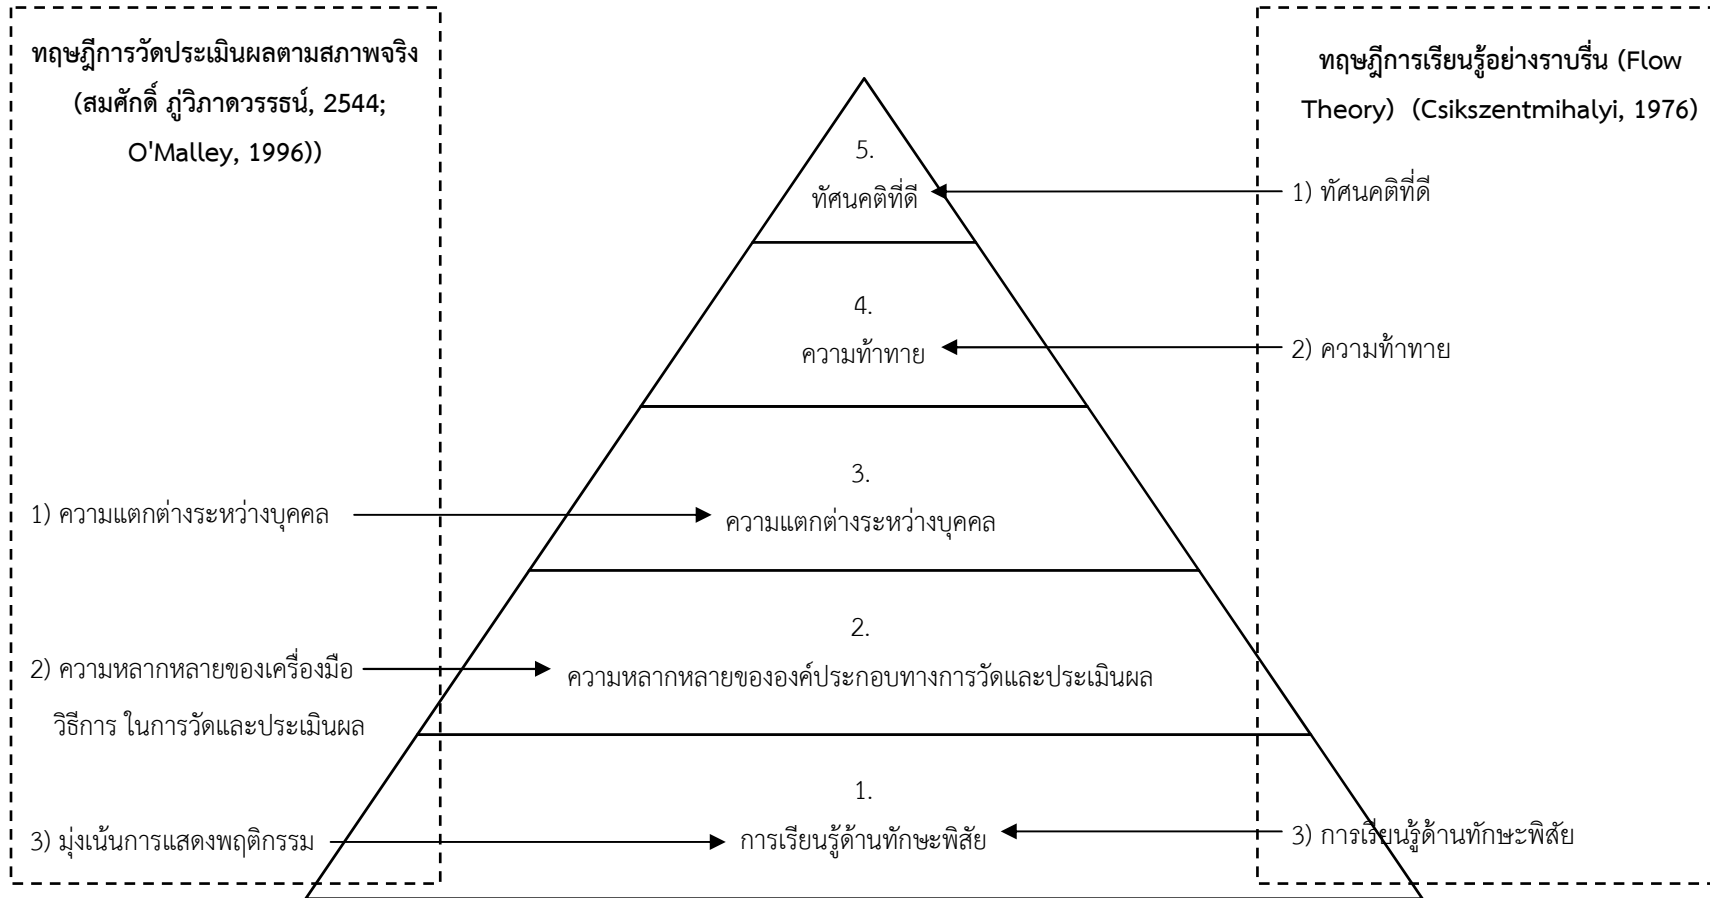 ทฤษฎีการวัดประเมินผลตามสภาพจริง
(สมศักดิ์ ภู่วิภาดวรรธน์, 2544;
O'Malley, 1996))
1) ความแตกต่างระหว่างบุคคล
2) ความหลากหลายของเครื่องมือ
วิธีการ ในการวัดและประเมินผล
3) มุ่งเน้นการแสดงพฤติกรรม
5.
ทัศนคติที่ดี
4.
ความท้าทาย
3.
ความแตกต่างระหว่างบุคคล
2.
ความหลากหลายขององค์ประกอบทางการวัดและประเมินผล
1.
การเรียนรู้ด้านทักษะพิสัย
ทฤษฎีการเรียนรู้อย่างราบรื่น (Flow
Theory) (Csikszentmihalyi, 1976)
1) ทัศนคติที่ดี
2) ความท้าทาย
3) การเรียนรู้ด้านทักษะพิสัย